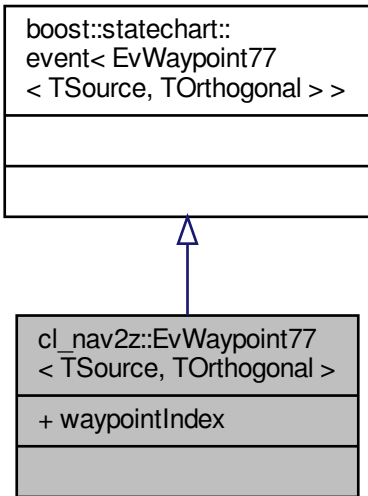 boost::statechart::
event< EvWaypoint77
< TSource, TOrthogonal > >
cl_nav2z::EvWaypoint77
< TSource, TOrthogonal >
+ waypointIndex